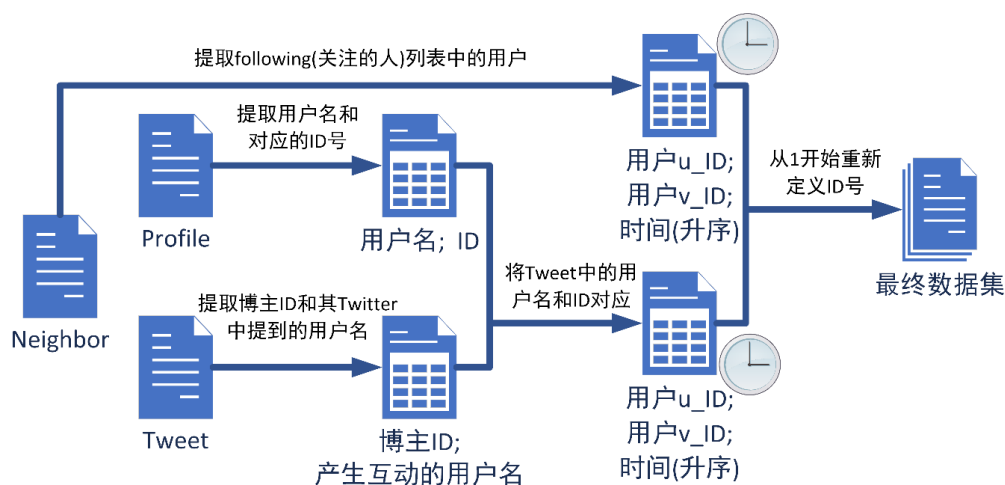 提取following(关注的人)列表中的用户
提取用户名和
对应的ID号
用户u_ID;
用户v_ID;
时间(升序)
从1开始重新
定义ID号
Profile
用户名; ID
Neighbor
提取博主ID和其Twitter
中提到的用户名
将Tweet中的用
户名和ID对应
最终数据集
Tweet
博主ID;
产生互动的用户名
用户u_ID;
用户v_ID;
时间(升序)